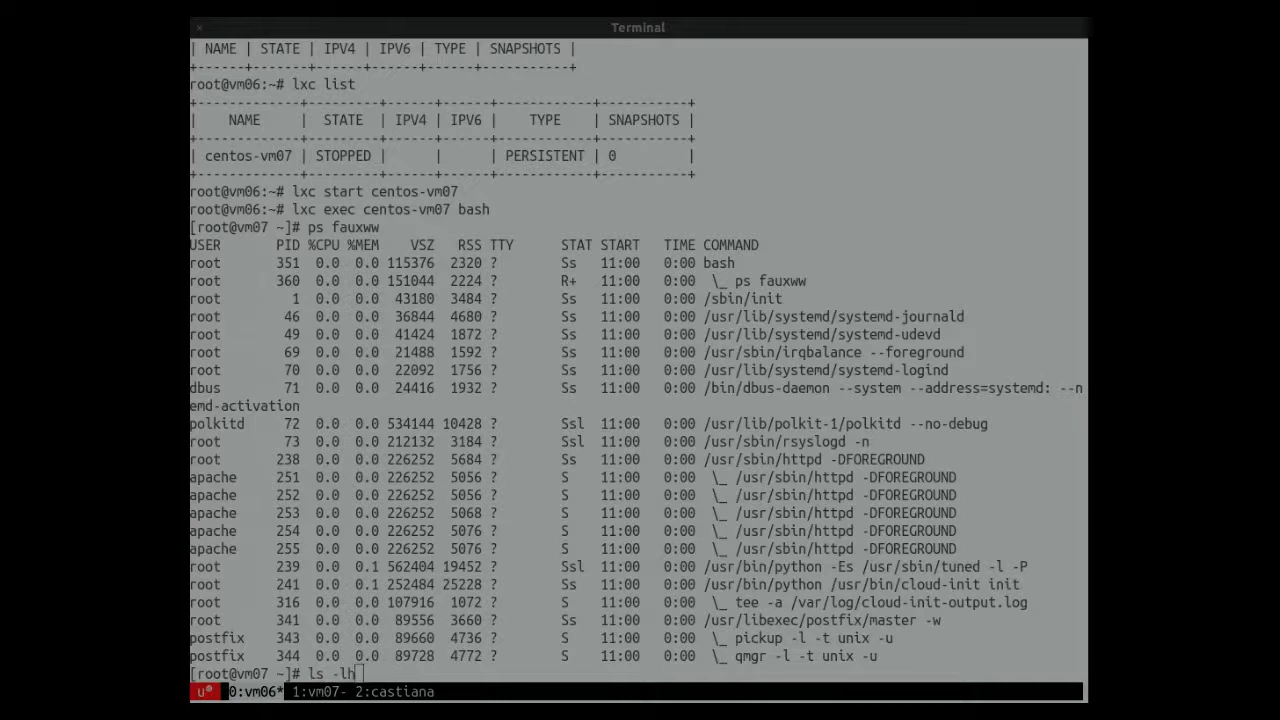 Terminal
| NAME | STATE | IPV4 | IPV6 | TYPE | SNAPSHOTS |
+------+-------+------+------+------+-----------+
root@vm06:~# lxc list
+-------------+---------+------+------+------------+-----------+
|    NAME     |  STATE  | IPV4 | IPV6 |    TYPE    | SNAPSHOTS |
+-------------+---------+------+------+------------+-----------+
| centos-vm07 | STOPPED |      |      | PERSISTENT | 0         |
+-------------+---------+------+------+------------+-----------+
root@vm06:~# lxc start centos-vm07
root@vm06:~# lxc exec centos-vm07 bash
[root@vm07 ~]# ps fauxww
USER       PID %CPU %MEM    VSZ   RSS TTY      STAT START   TIME COMMAND
root       351  0.0  0.0 115376  2320 ?        Ss   11:00   0:00 bash
root       360  0.0  0.0 151044  2224 ?        R+   11:00   0:00  \_ ps fauxww
root         1  0.0  0.0  43180  3484 ?        Ss   11:00   0:00 /sbin/init
root        46  0.0  0.0  36844  4680 ?        Ss   11:00   0:00 /usr/lib/systemd/systemd-journald
root        49  0.0  0.0  41424  1872 ?        Ss   11:00   0:00 /usr/lib/systemd/systemd-udevd
root        69  0.0  0.0  21488  1592 ?        Ss   11:00   0:00 /usr/sbin/irqbalance --foreground
root        70  0.0  0.0  22092  1756 ?        Ss   11:00   0:00 /usr/lib/systemd/systemd-logind
dbus        71  0.0  0.0  24416  1932 ?        Ss   11:00   0:00 /bin/dbus-daemon --system --address=systemd: --n
emd-activation
polkitd     72  0.0  0.0 534144 10428 ?        Ssl  11:00   0:00 /usr/lib/polkit-1/polkitd --no-debug
root        73  0.0  0.0 212132  3184 ?        Ssl  11:00   0:00 /usr/sbin/rsyslogd -n
root       238  0.0  0.0 226252  5684 ?        Ss   11:00   0:00 /usr/sbin/httpd -DFOREGROUND
apache     251  0.0  0.0 226252  5056 ?        S    11:00   0:00  \_ /usr/sbin/httpd -DFOREGROUND
apache     252  0.0  0.0 226252  5056 ?        S    11:00   0:00  \_ /usr/sbin/httpd -DFOREGROUND
apache     253  0.0  0.0 226252  5068 ?        S    11:00   0:00  \_ /usr/sbin/httpd -DFOREGROUND
apache     254  0.0  0.0 226252  5076 ?        S    11:00   0:00  \_ /usr/sbin/httpd -DFOREGROUND
apache     255  0.0  0.0 226252  5076 ?        S    11:00   0:00  \_ /usr/sbin/httpd -DFOREGROUND
root       239  0.0  0.1 562404 19452 ?        Ssl  11:00   0:00 /usr/bin/python -Es /usr/sbin/tuned -l -P
root       241  0.0  0.1 252484 25228 ?        Ss   11:00   0:00 /usr/bin/python /usr/bin/cloud-init init
root       316  0.0  0.0 107916  1072 ?        S    11:00   0:00  \_ tee -a /var/log/cloud-init-output.log
root       341  0.0  0.0  89556  3660 ?        Ss   11:00   0:00 /usr/libexec/postfix/master -w
postfix    343  0.0  0.0  89660  4736 ?        S    11:00   0:00  \_ pickup -l -t unix -u
postfix    344  0.0  0.0  89728  4772 ?        S    11:00   0:00  \_ qmgr -l -t unix -u
[root@vm07 ~]# ls -lh
u 0:vm06* 1:vm07- 2:castiana